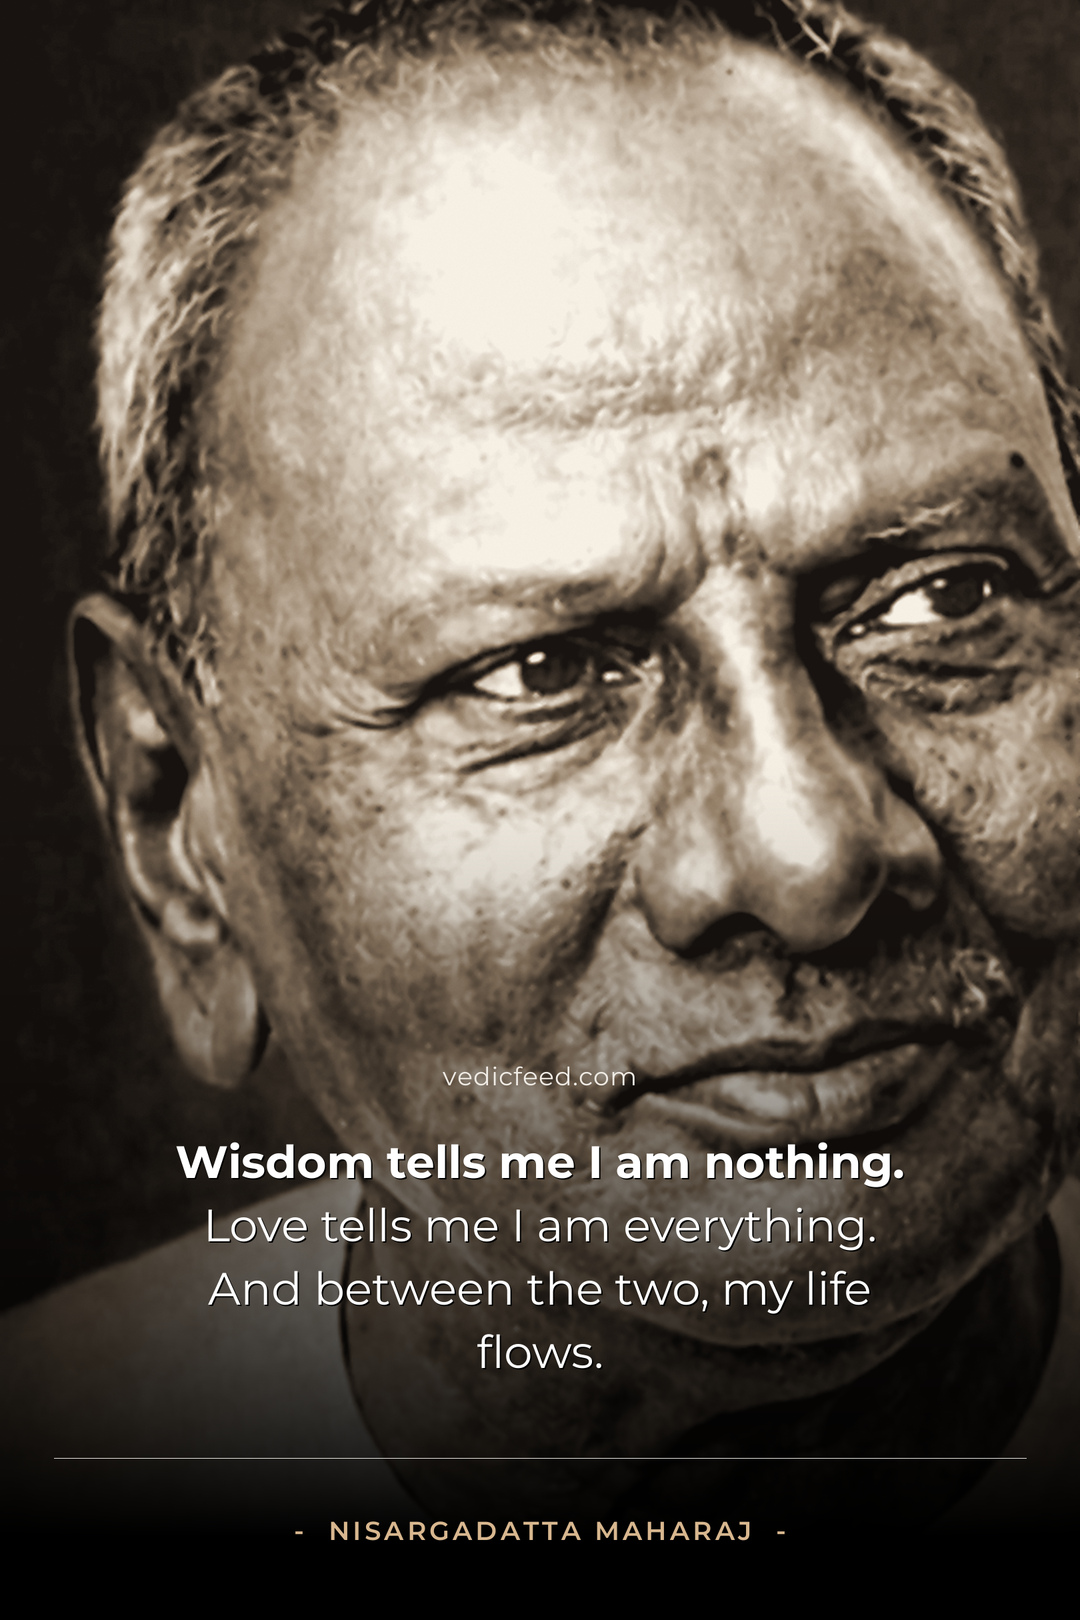 vedicfeed.com
Wisdom tells me I am nothing.
Love tells me I am everything.
And between the two, my life
flows.
- NISARGADATTA MAHARAJ -